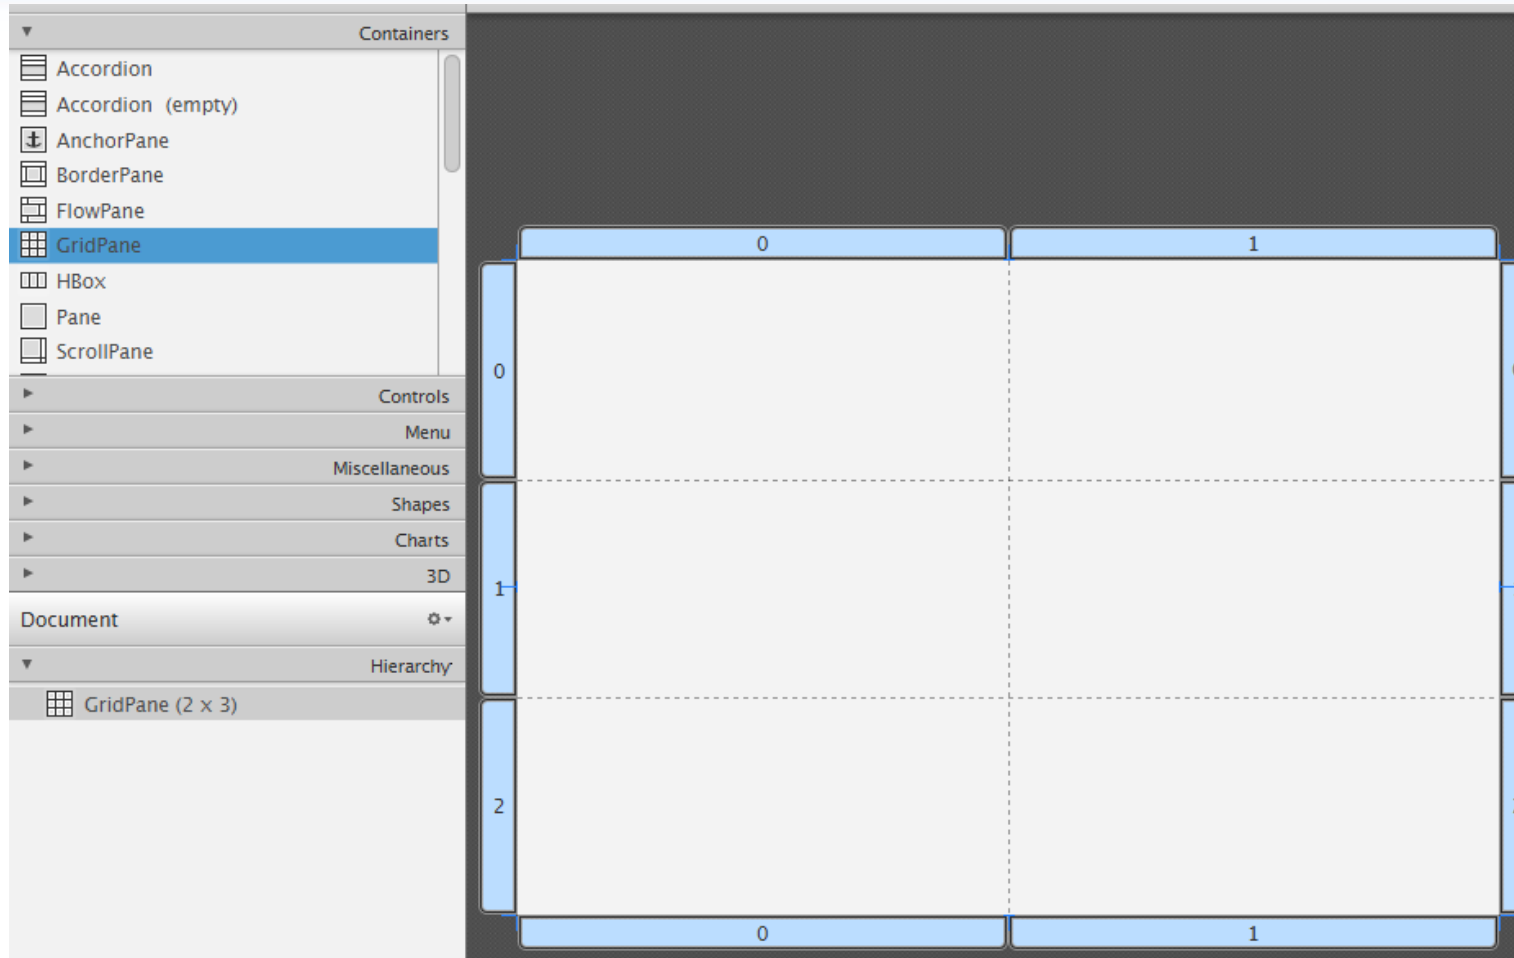 Containers
Accordion
Accordion (empty)
AnchorPane
BorderPane
FlowPane
GridPane
HBox
Pane
ScrollPane
Controls
Menu
Miscellaneous
Shapes
Charts
3D
Document
Hierarchy
GridPane (2 x 3)
0 1
0
1
2
0 1